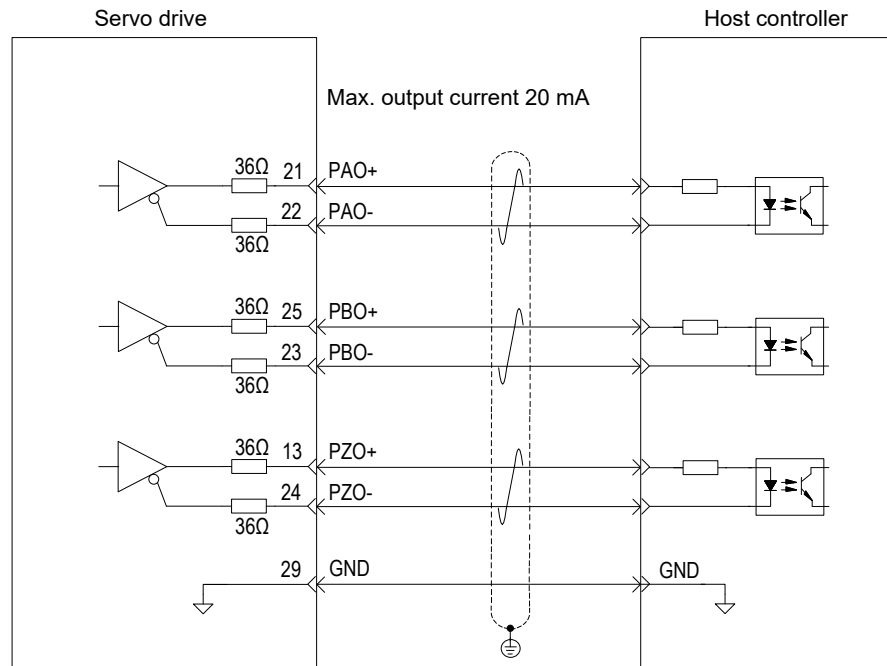 Servo drive
Host controller
Max. output current 20 mA
36Ω 21 PAO+
22 PAO-
36Ω
36Ω 25 PBO+
23 PBO-
36Ω
36Ω 13 PZO+
24 PZO-
36Ω
29 GND GND